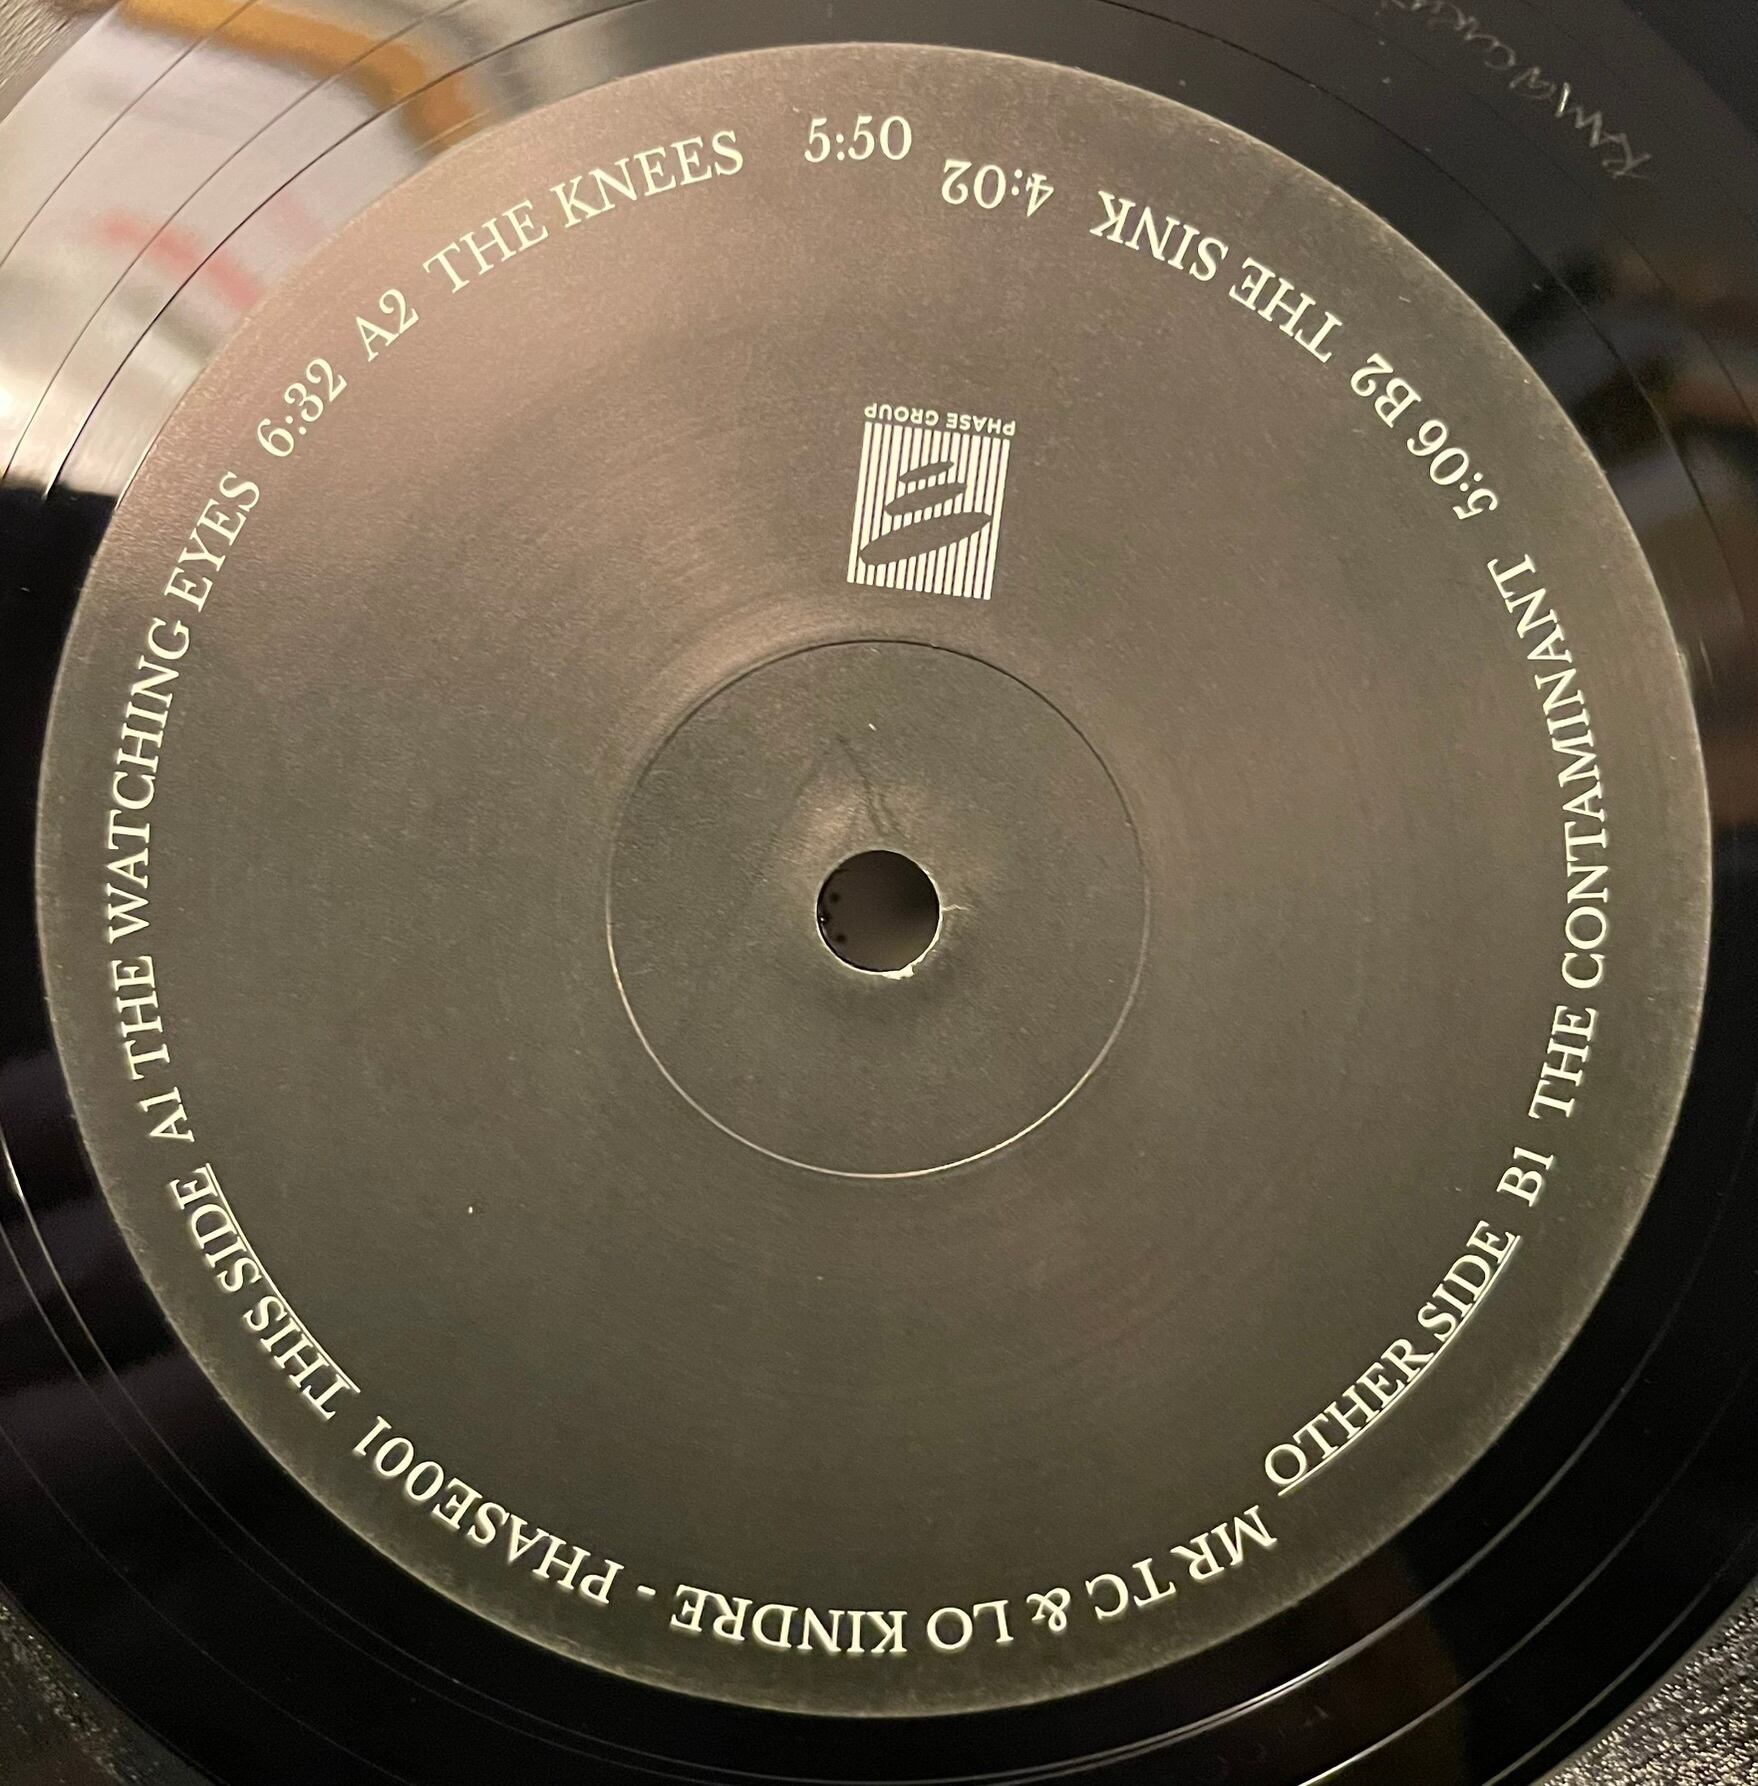 MR TC & LO KINDRE - PHASE001
THIS SIDE A1 THE WATCHING EYES 6:32 A2 THE KNEES 5:50
OTHER SIDE B1 THE CONTAMINANT 5:06 B2 THE SINK 4:02
PHASE GROUP